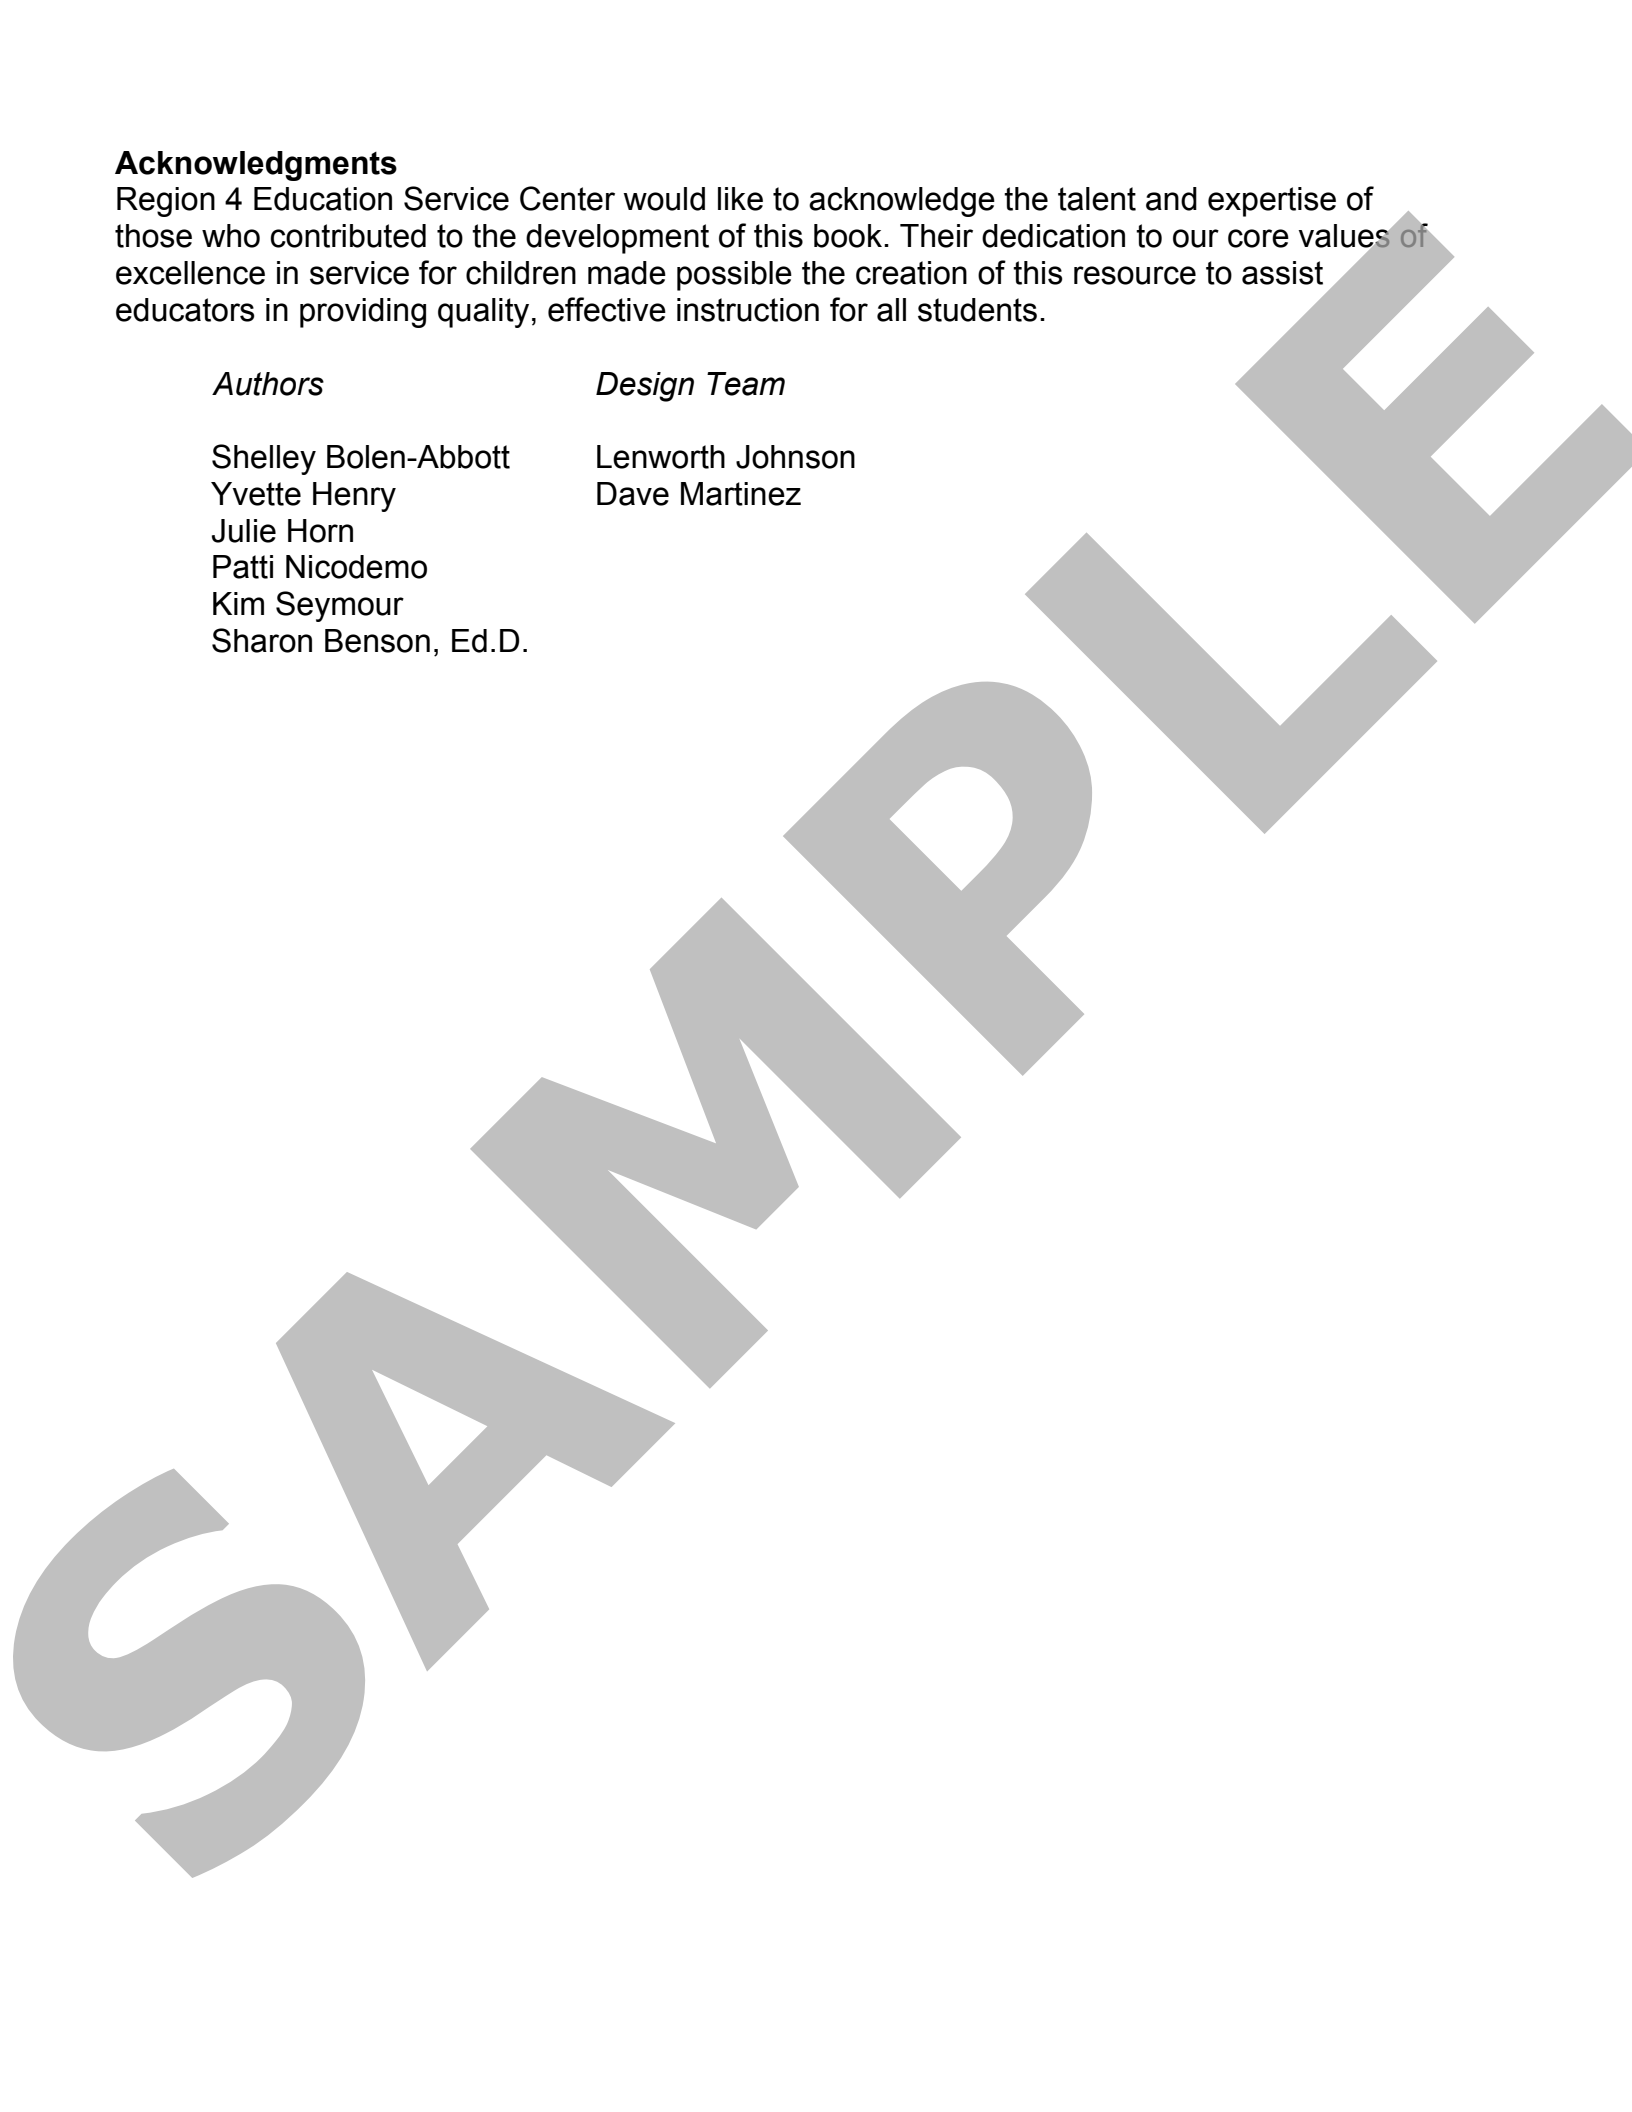 Acknowledgments
Region 4 Education Service Center would like to acknowledge the talent and expertise of
those who contributed to the development of this book. Their dedication to our core values of
excellence in service for children made possible the creation of this resource to assist
educators in providing quality, effective instruction for all students.
Authors
Shelley Bolen-Abbott
Yvette Henry
Julie Horn
Patti Nicodemo
Kim Seymour
Sharon Benson, Ed.D.
Design Team
Lenworth Johnson
Dave Martinez
SAMPLE